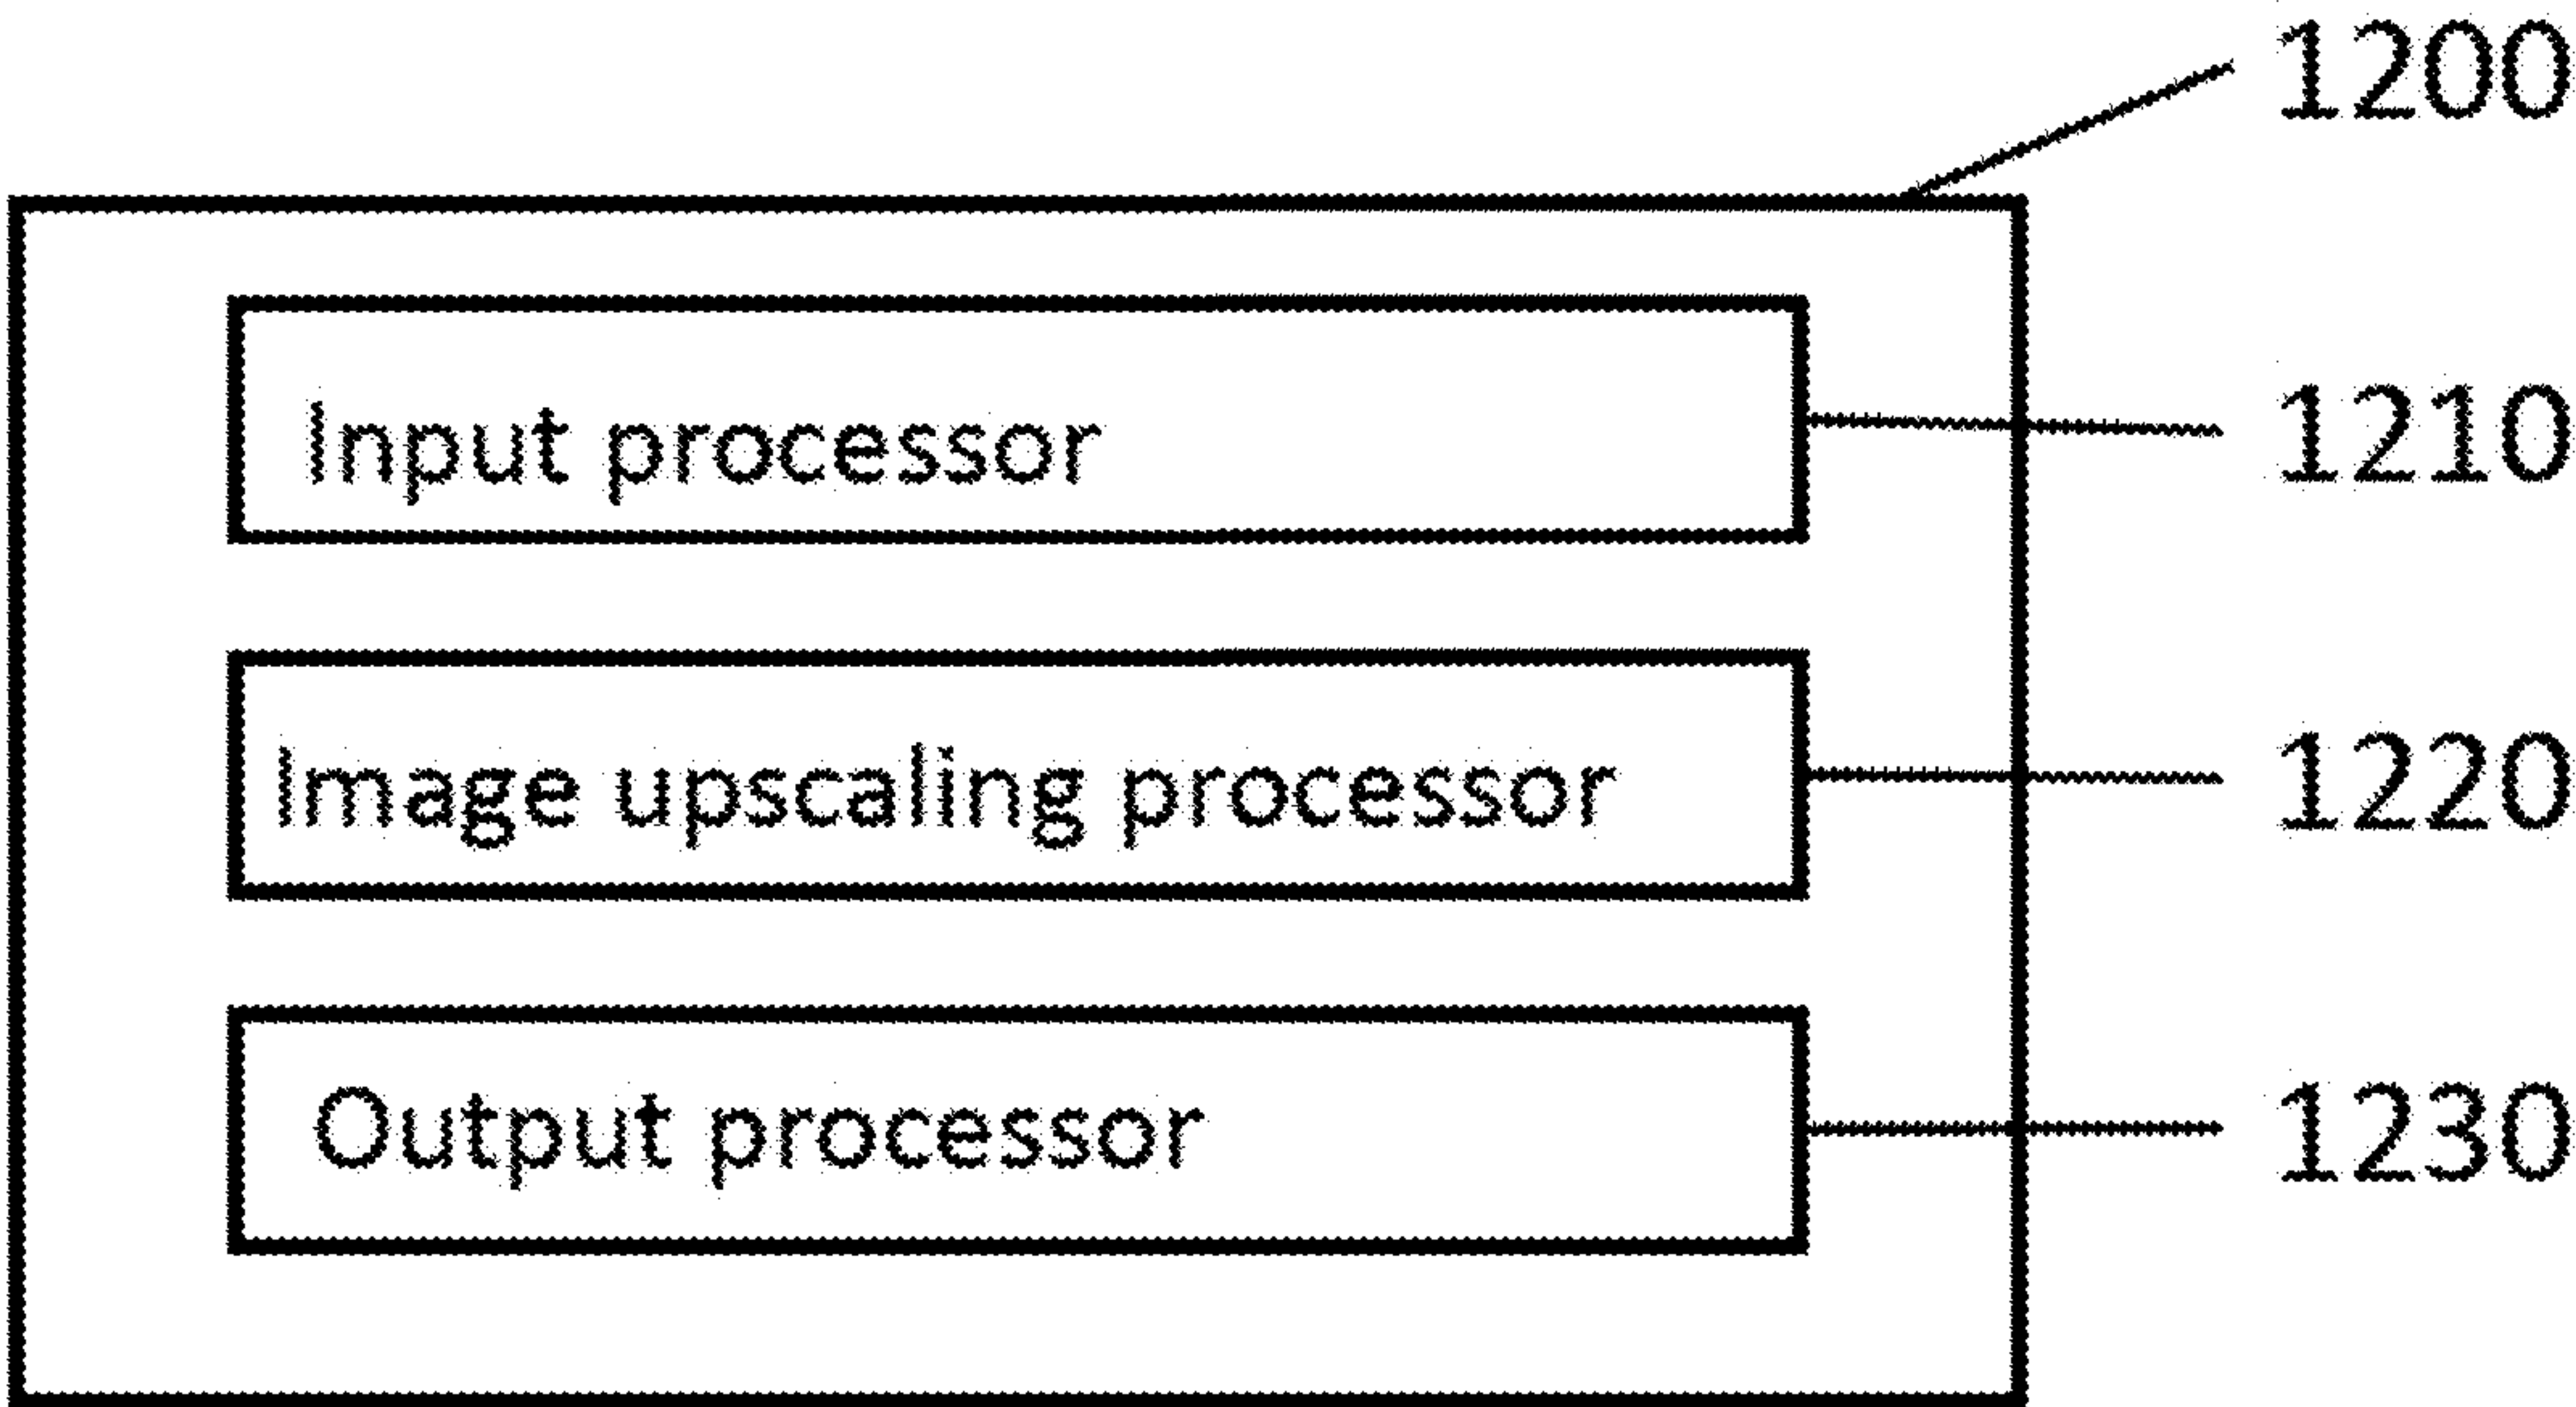 1200
Input processor 1210
Image upscaling processor 1220
Output processor 1230